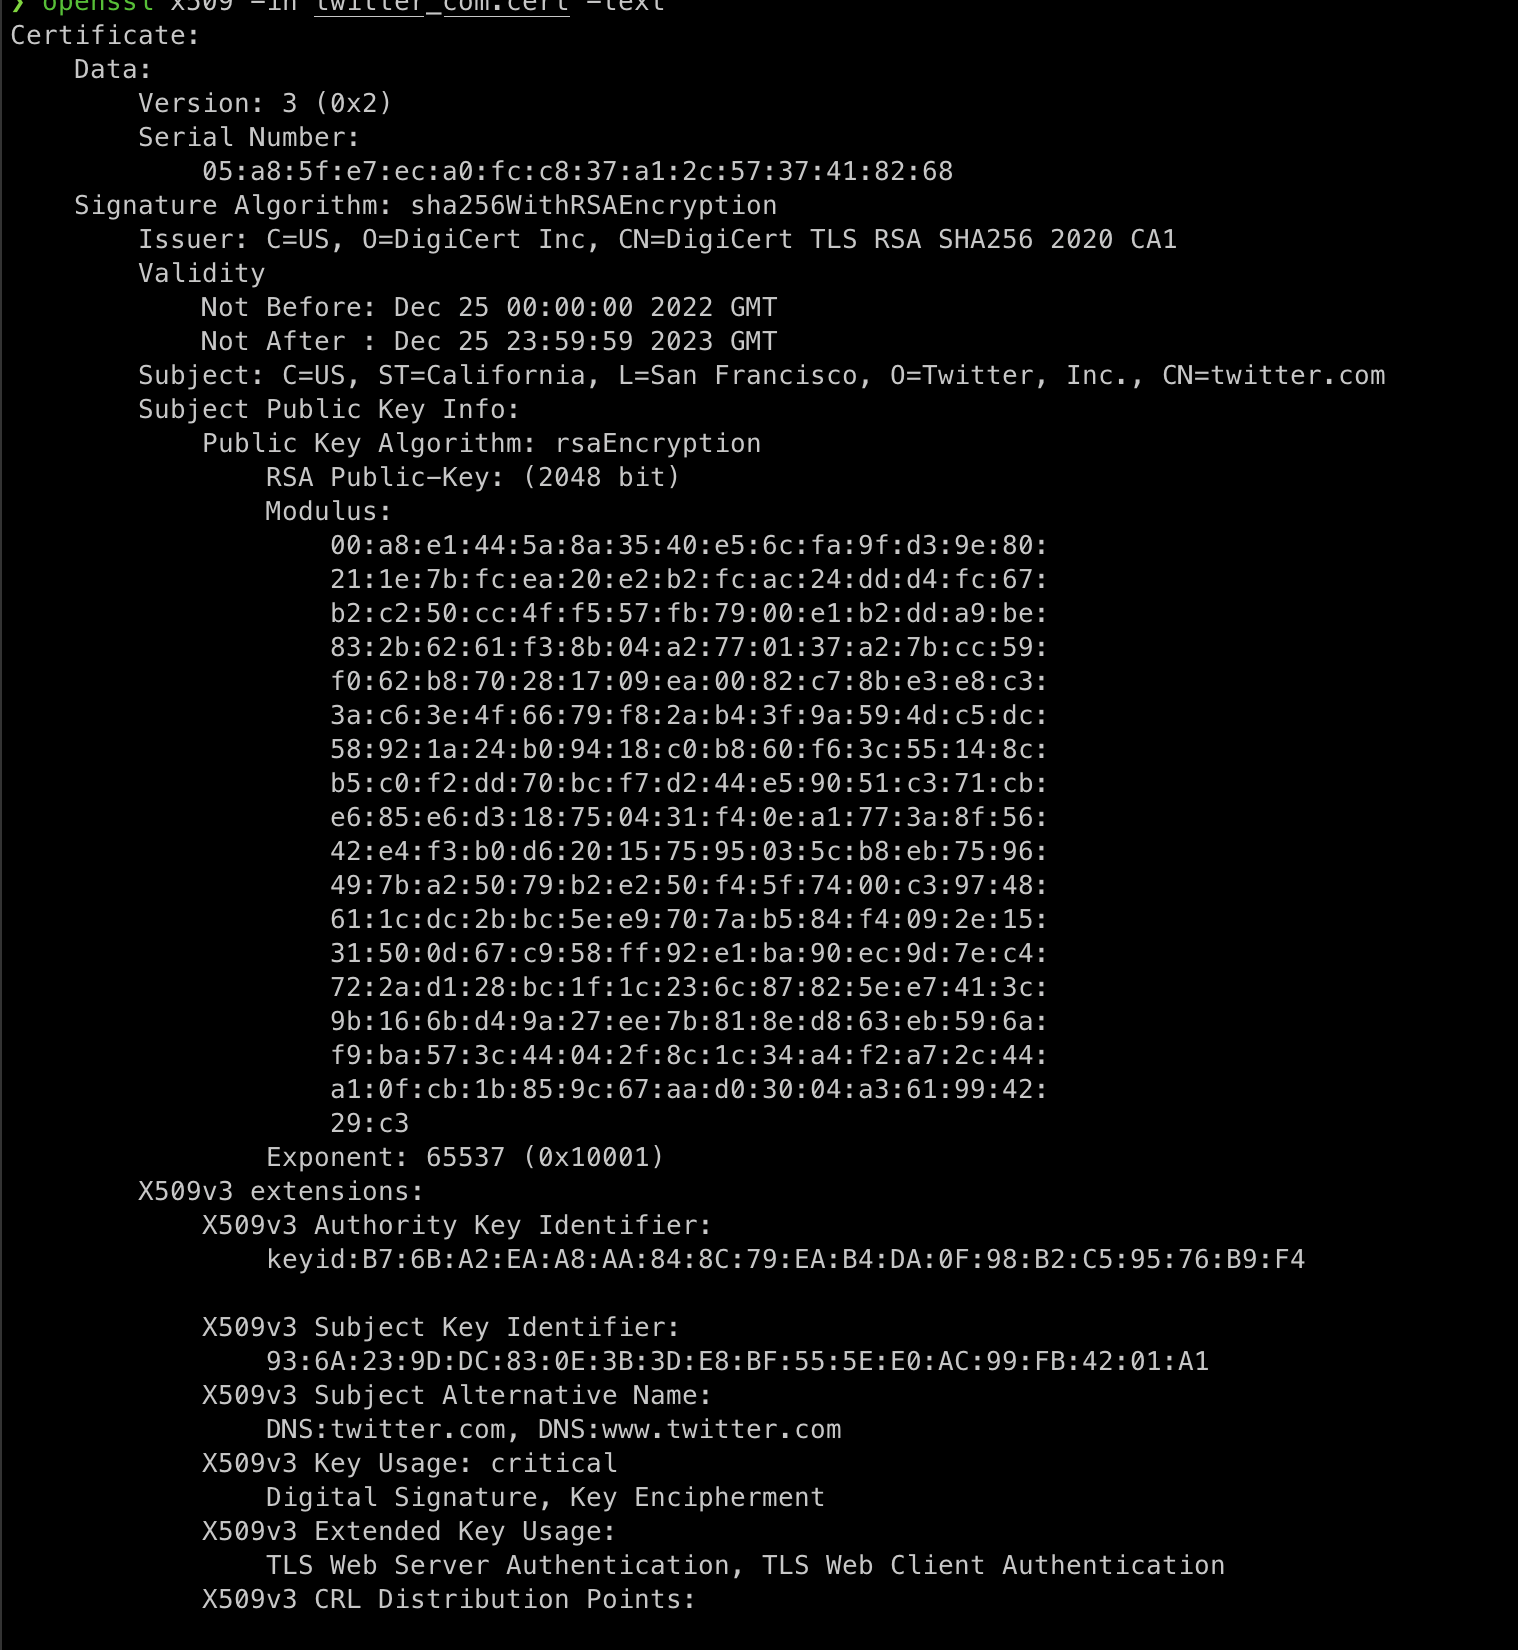 ❯ openssl x509 -in twitter_com.cert -text
Certificate:
    Data:
        Version: 3 (0x2)
        Serial Number:
            05:a8:5f:e7:ec:a0:fc:c8:37:a1:2c:57:37:41:82:68
    Signature Algorithm: sha256WithRSAEncryption
        Issuer: C=US, O=DigiCert Inc, CN=DigiCert TLS RSA SHA256 2020 CA1
        Validity
            Not Before: Dec 25 00:00:00 2022 GMT
            Not After : Dec 25 23:59:59 2023 GMT
        Subject: C=US, ST=California, L=San Francisco, O=Twitter, Inc., CN=twitter.com
        Subject Public Key Info:
            Public Key Algorithm: rsaEncryption
                RSA Public-Key: (2048 bit)
                Modulus:
                    00:a8:e1:44:5a:8a:35:40:e5:6c:fa:9f:d3:9e:80:
                    21:1e:7b:fc:ea:20:e2:b2:fc:ac:24:dd:d4:fc:67:
                    b2:c2:50:cc:4f:f5:57:fb:79:00:e1:b2:dd:a9:be:
                    83:2b:62:61:f3:8b:04:a2:77:01:37:a2:7b:cc:59:
                    f0:62:b8:70:28:17:09:ea:00:82:c7:8b:e3:e8:c3:
                    3a:c6:3e:4f:66:79:f8:2a:b4:3f:9a:59:4d:c5:dc:
                    58:92:1a:24:b0:94:18:c0:b8:60:f6:3c:55:14:8c:
                    b5:c0:f2:dd:70:bc:f7:d2:44:e5:90:51:c3:71:cb:
                    e6:85:e6:d3:18:75:04:31:f4:0e:a1:77:3a:8f:56:
                    42:e4:f3:b0:d6:20:15:75:95:03:5c:b8:eb:75:96:
                    49:7b:a2:50:79:b2:e2:50:f4:5f:74:00:c3:97:48:
                    61:1c:dc:2b:bc:5e:e9:70:7a:b5:84:f4:09:2e:15:
                    31:50:0d:67:c9:58:ff:92:e1:ba:90:ec:9d:7e:c4:
                    72:2a:d1:28:bc:1f:1c:23:6c:87:82:5e:e7:41:3c:
                    9b:16:6b:d4:9a:27:ee:7b:81:8e:d8:63:eb:59:6a:
                    f9:ba:57:3c:44:04:2f:8c:1c:34:a4:f2:a7:2c:44:
                    a1:0f:cb:1b:85:9c:67:aa:d0:30:04:a3:61:99:42:
                    29:c3
                Exponent: 65537 (0x10001)
        X509v3 extensions:
            X509v3 Authority Key Identifier:
                keyid:B7:6B:A2:EA:A8:AA:84:8C:79:EA:B4:DA:0F:98:B2:C5:95:76:B9:F4

            X509v3 Subject Key Identifier:
                93:6A:23:9D:DC:83:0E:3B:3D:E8:BF:55:5E:E0:AC:99:FB:42:01:A1
            X509v3 Subject Alternative Name:
                DNS:twitter.com, DNS:www.twitter.com
            X509v3 Key Usage: critical
                Digital Signature, Key Encipherment
            X509v3 Extended Key Usage:
                TLS Web Server Authentication, TLS Web Client Authentication
            X509v3 CRL Distribution Points: